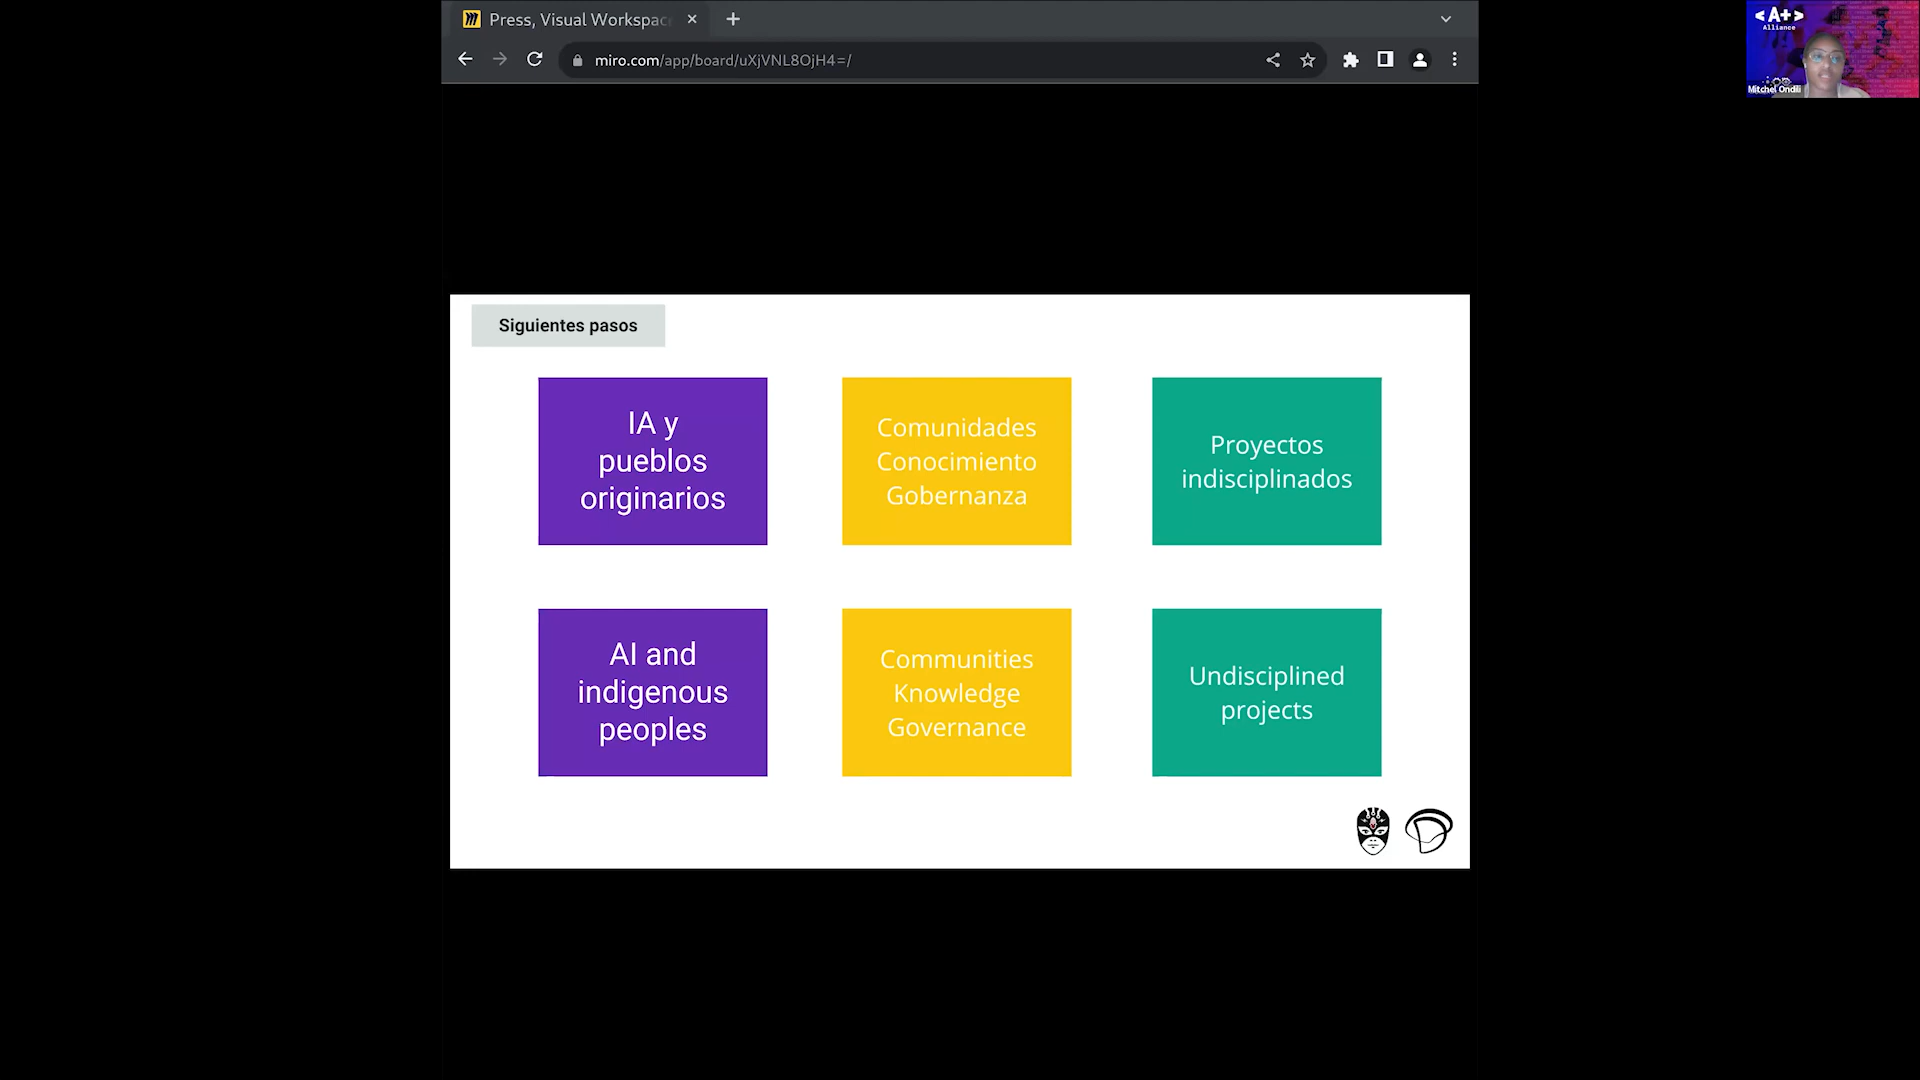 Press, Visual Workspac
miro.com/app/board/uXjVNL8OjH4=/
<A+>
Alliance
Mitchel Ondili
Siguientes pasos
IA y
pueblos
originarios
Comunidades
Conocimiento
Gobernanza
Proyectos
indisciplinados
AI and
indigenous
peoples
Communities
Knowledge
Governance
Undisciplined
projects